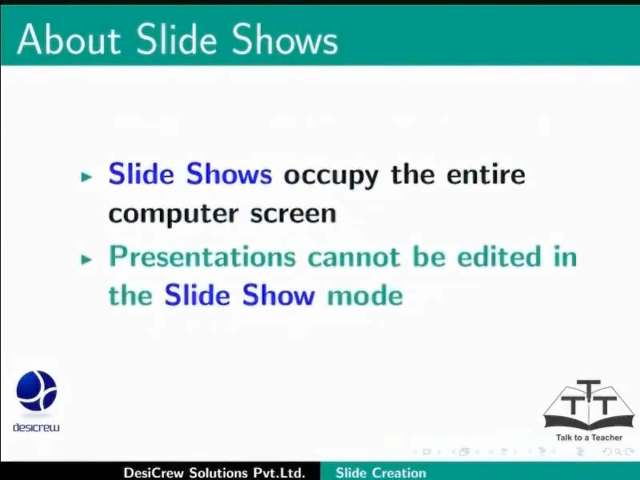 About Slide Shows
Slide Shows occupy the entire
computer screen
Presentations cannot be edited in
the Slide Show mode
desicrew
TTT
Talk to a Teacher
DesiCrew Solutions Pvt.Ltd. Slide Creation